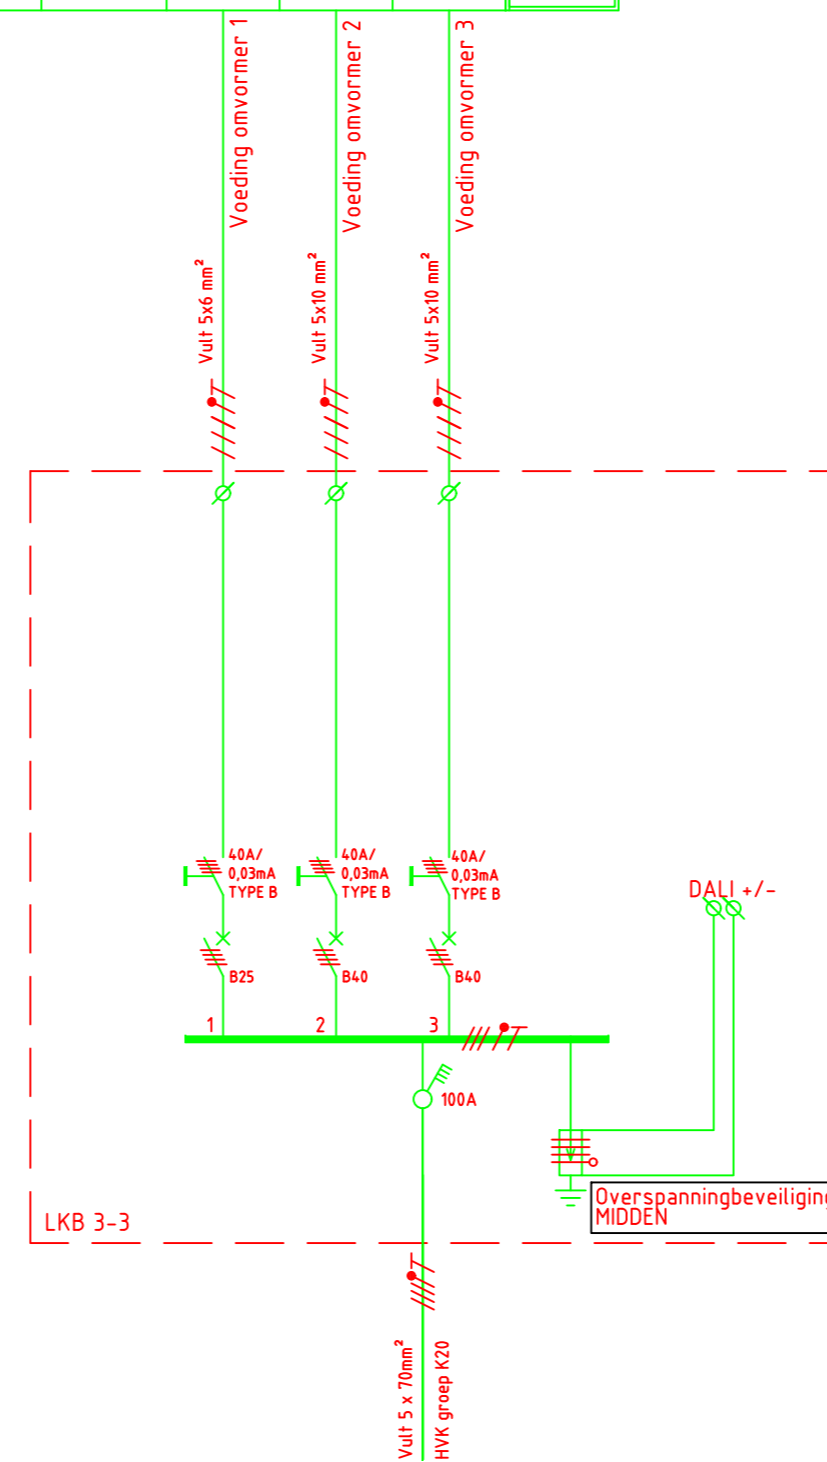 Voeding omvormer 1
Voeding omvormer 2
Voeding omvormer 3
Vult 5x6 mm²
Vult 5x10 mm²
Vult 5x10 mm²
40A/
0,03mA
TYPE B
40A/
0,03mA
TYPE B
40A/
0,03mA
TYPE B
DALI +/-
B25
B40
B40
1
2
3
100A
Overspanningbeveiliging
MIDDEN
LKB 3-3
Vult 5 x 70mm²
HVK groep K20